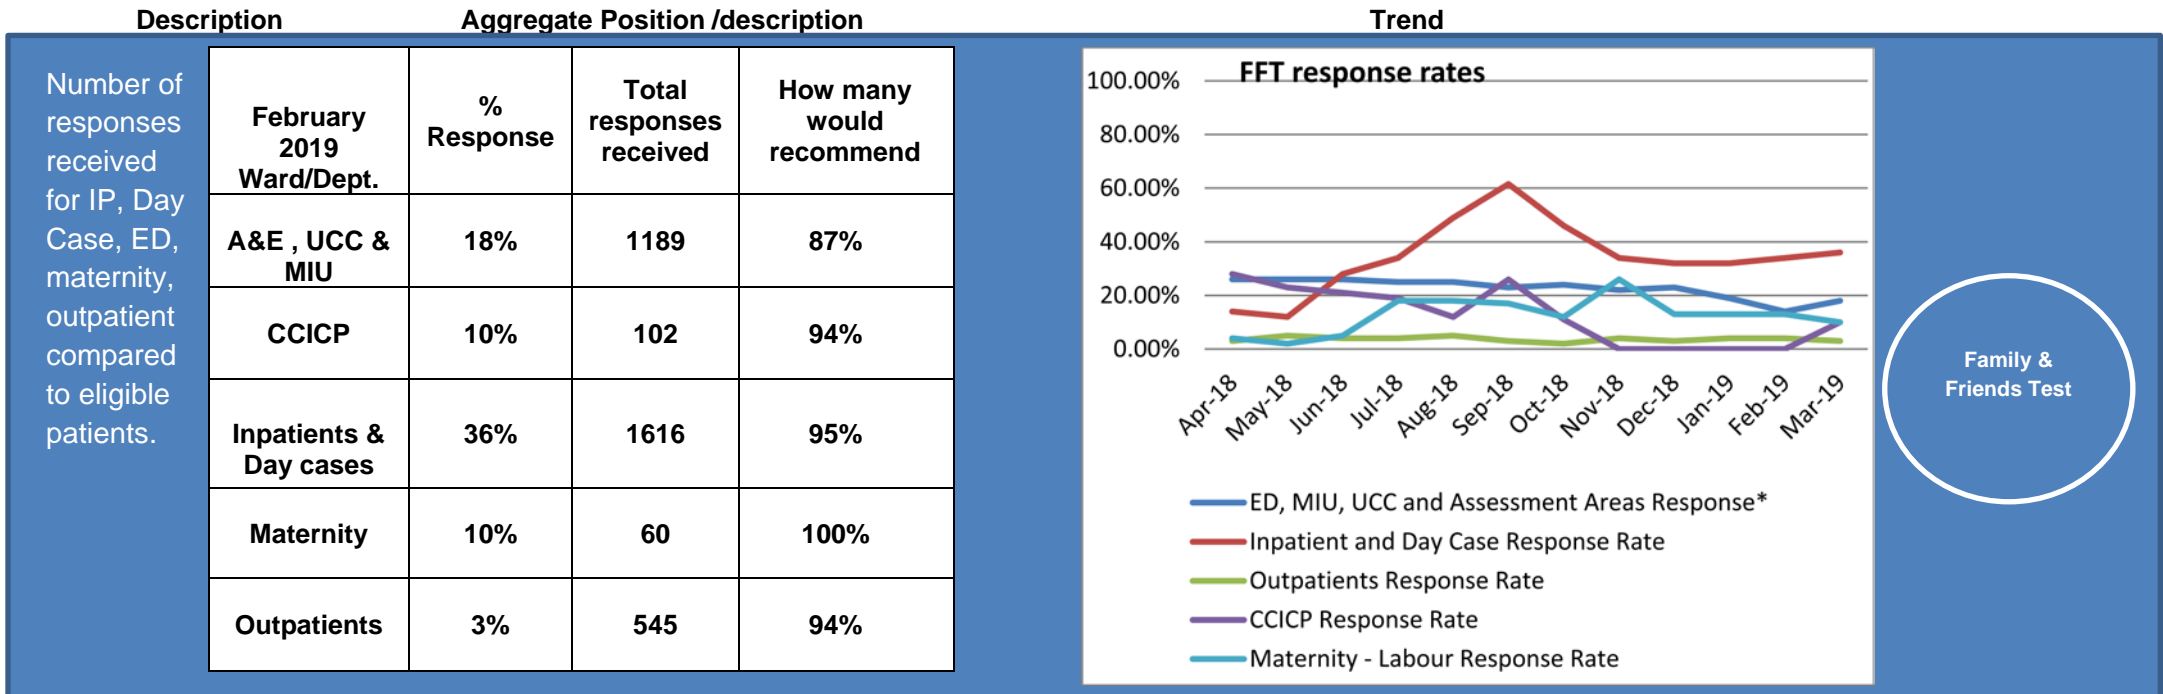 Description
Aggregate Position /description
Trend
Number of
responses
received
for IP, Day
Case, ED,
maternity,
outpatient
compared
to eligible
patients.
February
2019
Ward/Dept.
%
Response
Total
responses
received
How many
would
recommend
A&E , UCC &
MIU
18%
1189
87%
CCICP
10%
102
94%
Inpatients &
Day cases
36%
1616
95%
Maternity
10%
60
100%
Outpatients
3%
545
94%
FFT response rates
100.00%
80.00%
60.00%
40.00%
20.00%
0.00%
Apr-18
May-18
Jun-18
Jul-18
Aug-18
Sep-18
Oct-18
Nov-18
Dec-18
Jan-19
Feb-19
Mar-19
ED, MIU, UCC and Assessment Areas Response*
Inpatient and Day Case Response Rate
Outpatients Response Rate
CCICP Response Rate
Maternity - Labour Response Rate
Family &
Friends Test